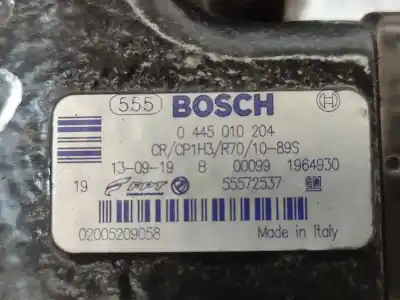 555 BOSCH
0 445 010 204
CR/CP1H3/R70/10-89S
13-09-19 B 00099 1964930
19 FPT 55572537 GM
02005209058 Made in Italy